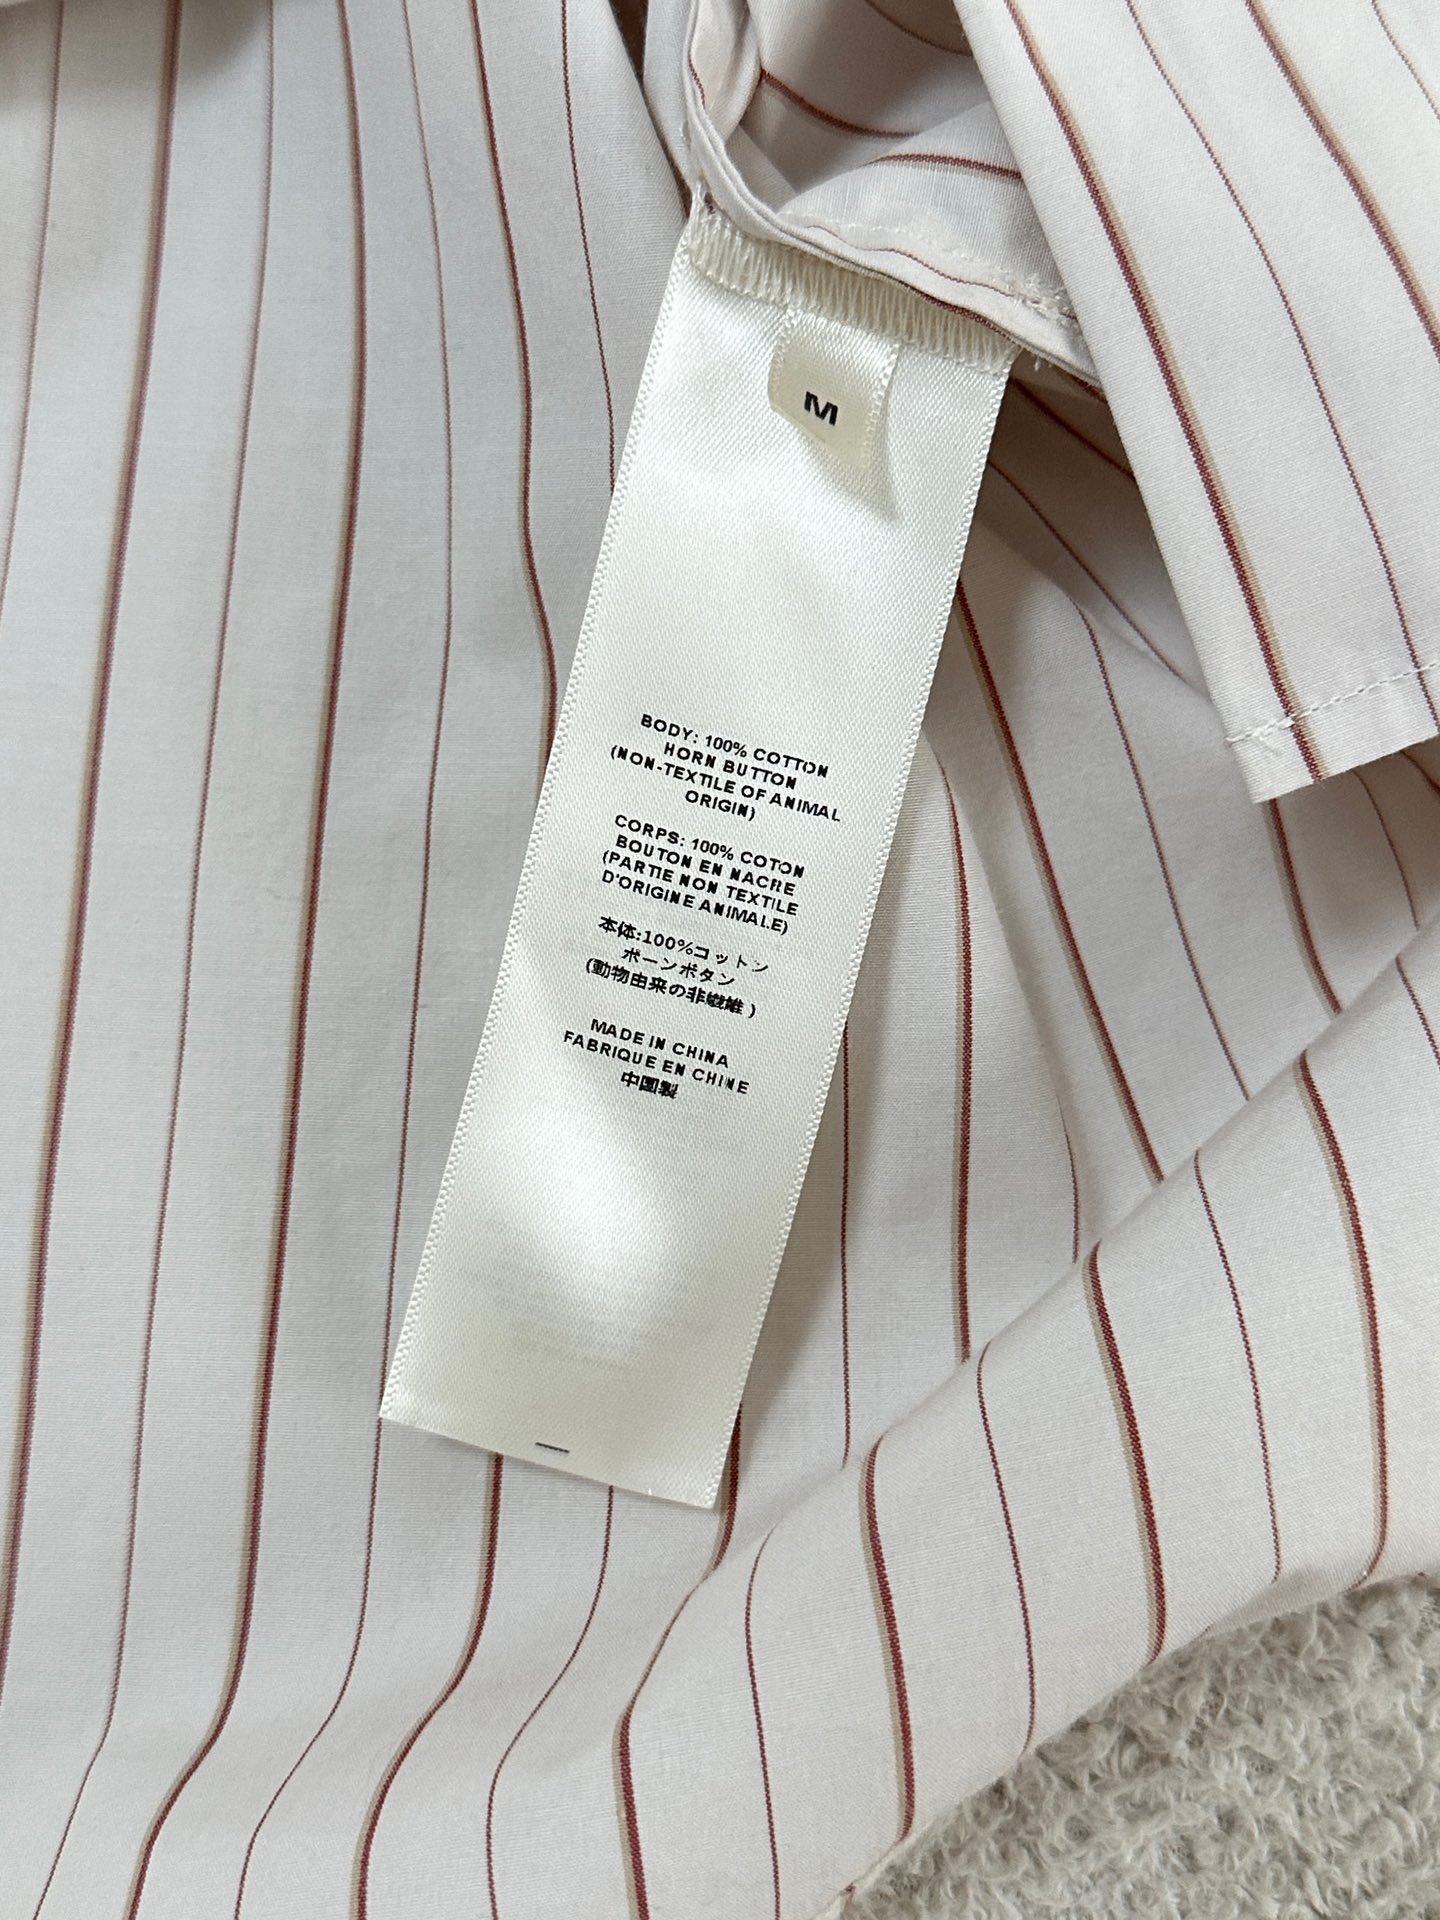 M
BODY: 100% COTTON
HORN BUTTON
(NON-TEXTILE OF ANIMAL
ORIGIN)
CORPS: 100% COTON
BOUTON EN NACRE
(PARTIE NON TEXTILE
D'ORIGINE ANIMALE)
本体:100%コットン
ボーンボタン
(動物由来の非繊維)
MADE IN CHINA
FABRIQUE EN CHINE
中国製